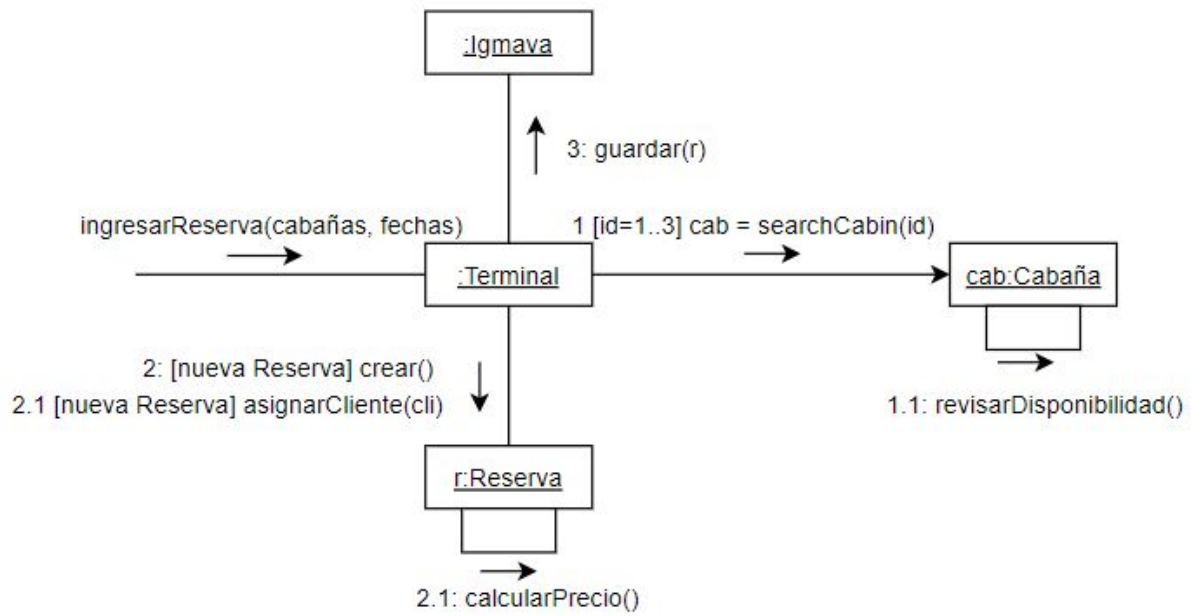 :Igmava
3: guardar(r)
ingresarReserva(cabañas, fechas)
1 [id=1..3] cab = searchCabin(id)
:Terminal
cab:Cabaña
2: [nueva Reserva] crear()
2.1 [nueva Reserva] asignarCliente(cli)
1.1: revisarDisponibilidad()
r:Reserva
2.1: calcularPrecio()